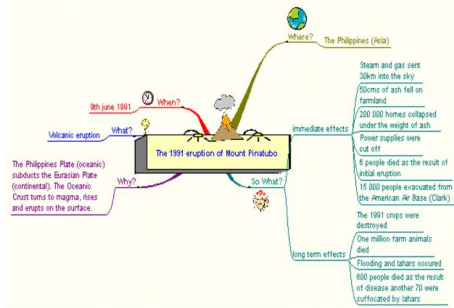 Where?
The Philippines (Asia)
9th june 1991
When?
What?
Volcanic eruption
The 1991 eruption of Mount Pinatubo
Why?
The Philippines Plate (oceanic)
subducts the Eurasian Plate
(continental). The Oceanic
Crust turns to magma, rises
and erupts on the surface.
So What?
immediate effects
Steam and gas sent
30km into the sky
50cms of ash fell on
farmland
200 000 homes collapsed
under the weight of ash
Power supplies were
cut off
6 people died as the result of
initial eruption
15 000 people evacuated from
the American Air Base (Clark)
long term effects
The 1991 crops were
destroyed
One million farm animals
died
Flooding and lahars occured
600 people died as the result
of disease another 70 were
suffocated by lahars